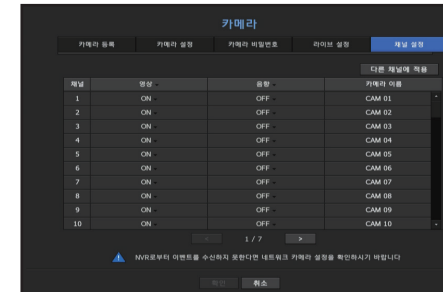 카메라
카메라 등록 카메라 설정 카메라 비밀번호 라이브 설정 채널 설정
다른 채널에 적용
채널 영상 음량 카메라 이름
1 ON OFF CAM 01
2 ON OFF CAM 02
3 ON OFF CAM 03
4 ON OFF CAM 04
5 ON OFF CAM 05
6 ON OFF CAM 06
7 ON OFF CAM 07
8 ON OFF CAM 08
9 ON OFF CAM 09
10 ON OFF CAM 10
< 1 / 7 >
NVR로부터 이벤트를 수신하지 못한다면 네트워크 카메라 설정을 확인하시기 바랍니다
확인 취소